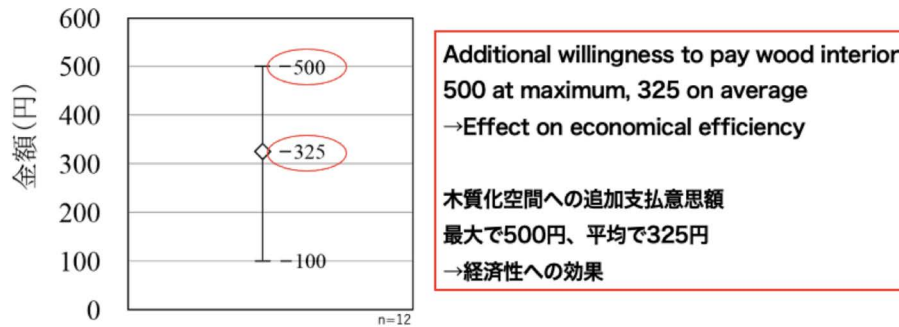 600
500
400
300
200
100
0
金額(円)
500
325
100
n=12
Additional willingness to pay wood interior
500 at maximum, 325 on average
→Effect on economical efficiency
木質化空間への追加支払意思額
最大で500円、平均で325円
→経済性への効果